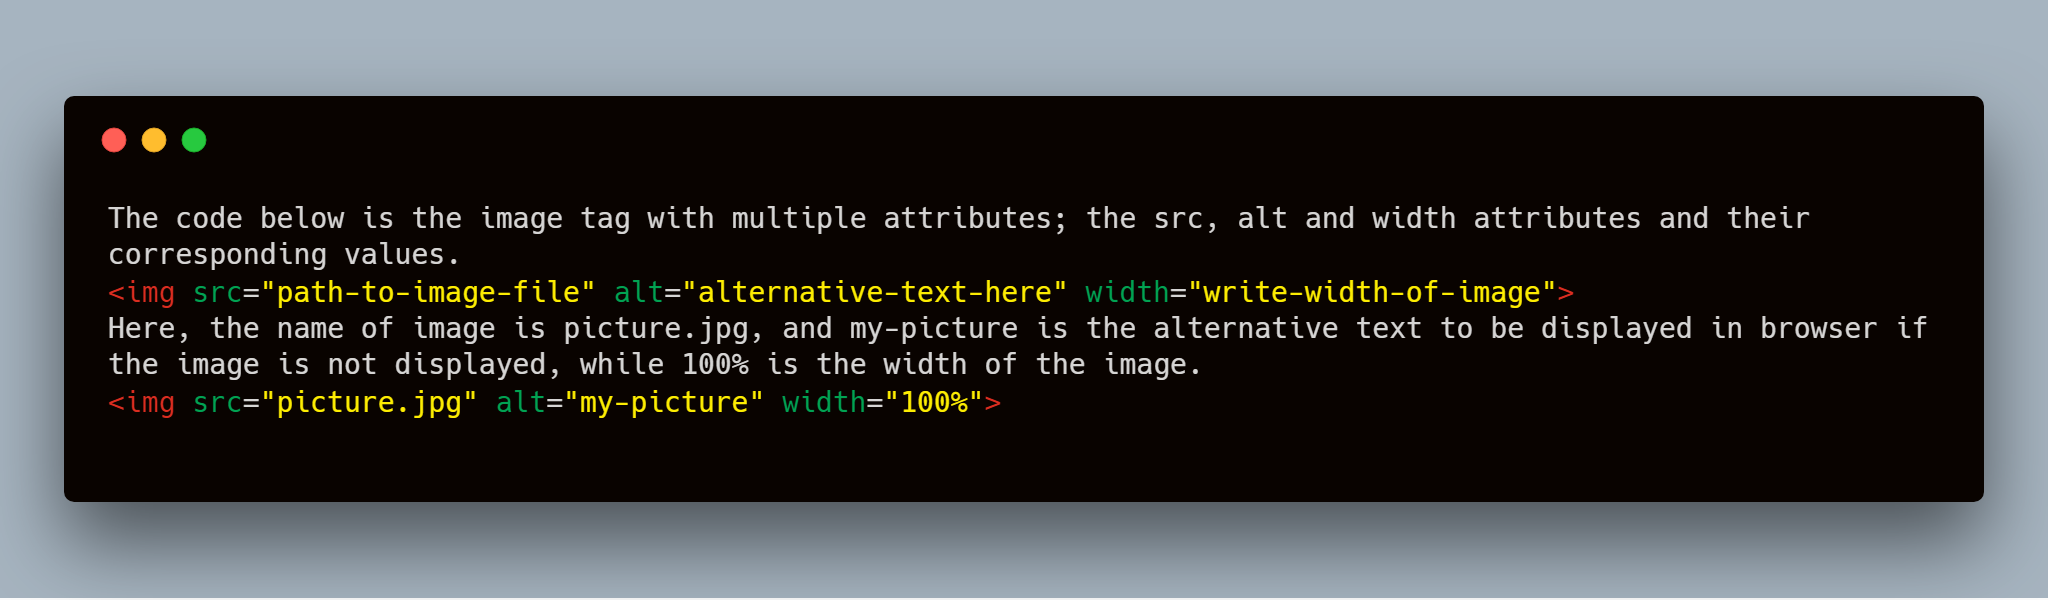 The code below is the image tag with multiple attributes; the src, alt and width attributes and their
corresponding values.
<img src="path-to-image-file" alt="alternative-text-here" width="write-width-of-image">
Here, the name of image is picture.jpg, and my-picture is the alternative text to be displayed in browser if
the image is not displayed, while 100% is the width of the image.
<img src="picture.jpg" alt="my-picture" width="100%">